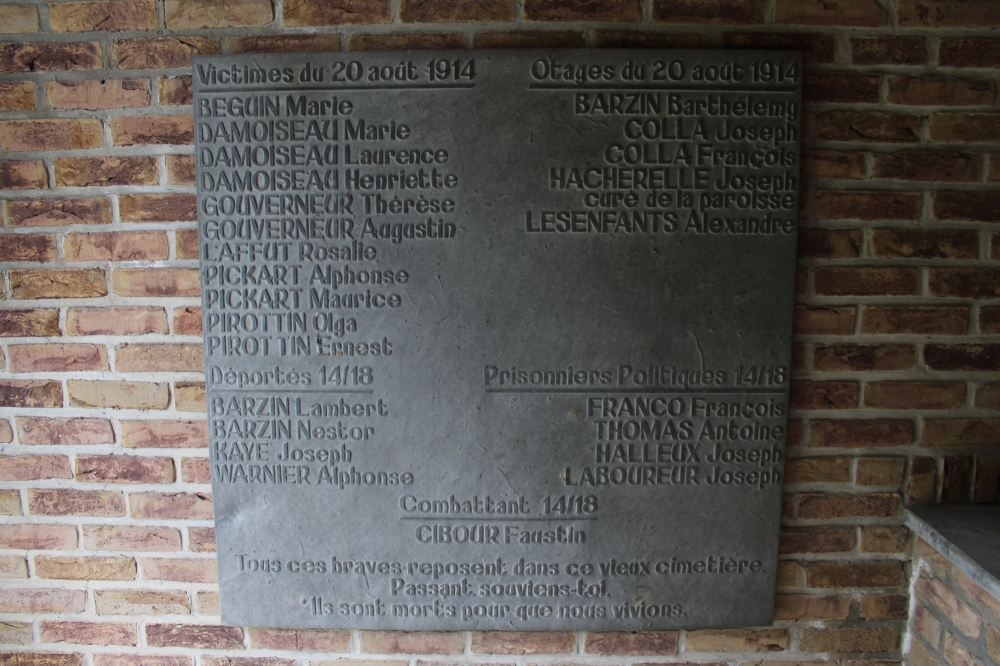 Victimes du 20 août 1914
BEGUIN Marie
DAMOISEAU Marie
DAMOISEAU Laurence
DAMOISEAU Henriette
GOUVERNEUR Thérèse
GOUVERNEUR Augustin
L'AFFUT Rosalie
PICKART Alphonse
PICKART Maurice
PIROTTIN Olga
PIROTTIN Ernest
Otages du 20 août 1914
BARZIN Barthélemy
COLLA Joseph
COLLA François
HACHERELLE Joseph
curé de la paroisse
LESENFANTS Alexandre
Déportés 14/18
BARZIN Lambert
BARZIN Nestor
KAYE Joseph
WARNIER Alphonse
Prisonniers Politiques 14/18
FRANCO François
THOMAS Antoine
HALLEUX Joseph
LABOUREUR Joseph
Combattant 14/18
CIBOUR Faustin
Tous ces braves reposent dans ce vieux cimetière.
Passant souviens-toi.
Ils sont morts pour que nous vivions.